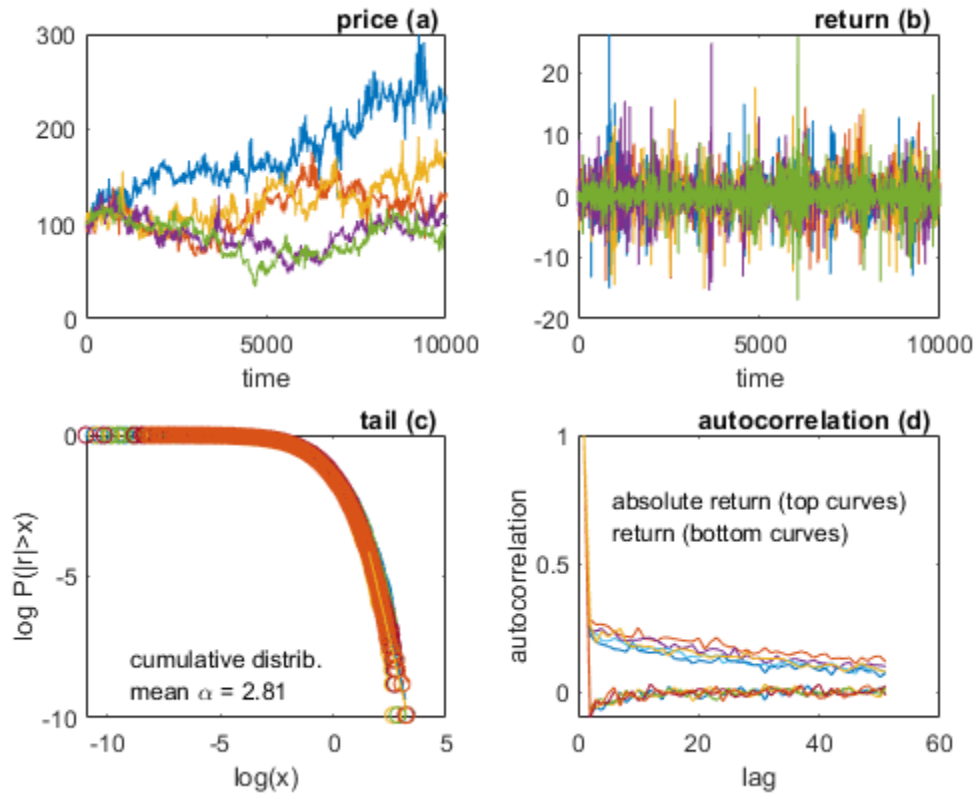 price (a)
300
200
100
0
0
5000
10000
time
return (b)
20
10
0
-10
-20
0
5000
10000
time
tail (c)
0
-5
-10
log P(|r|>x)
cumulative distrib.
mean α = 2.81
-10
-5
0
5
log(x)
autocorrelation (d)
1
0.5
0
autocorrelation
absolute return (top curves)
return (bottom curves)
0
20
40
60
lag